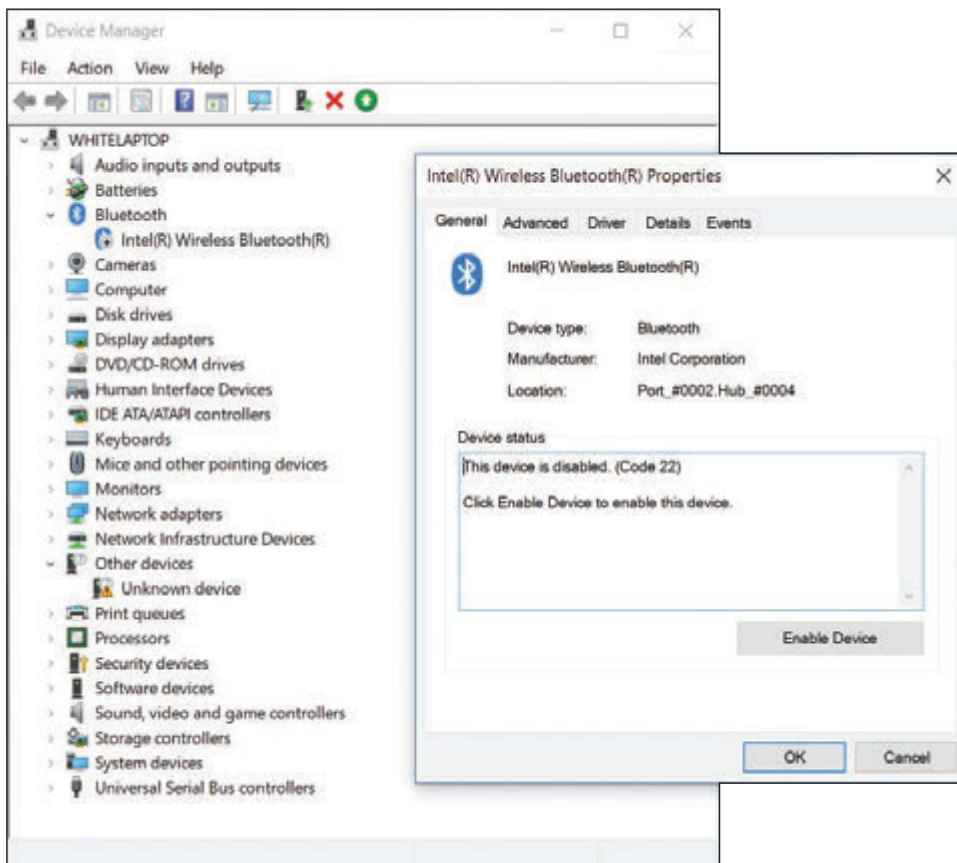 Device Manager
File Action View Help
WHITELAPTOP
Audio inputs and outputs
Batteries
Bluetooth
Intel(R) Wireless Bluetooth(R)
Cameras
Computer
Disk drives
Display adapters
DVD/CD-ROM drives
Human Interface Devices
IDE ATA/ATAPI controllers
Keyboards
Mice and other pointing devices
Monitors
Network adapters
Network Infrastructure Devices
Other devices
Unknown device
Print queues
Processors
Security devices
Software devices
Sound, video and game controllers
Storage controllers
System devices
Universal Serial Bus controllers
Intel(R) Wireless Bluetooth(R) Properties
General Advanced Driver Details Events
Intel(R) Wireless Bluetooth(R)
Device type: Bluetooth
Manufacturer: Intel Corporation
Location: Port_#0002.Hub_#0004
Device status
This device is disabled. (Code 22)
Click Enable Device to enable this device.
Enable Device
OK Cancel